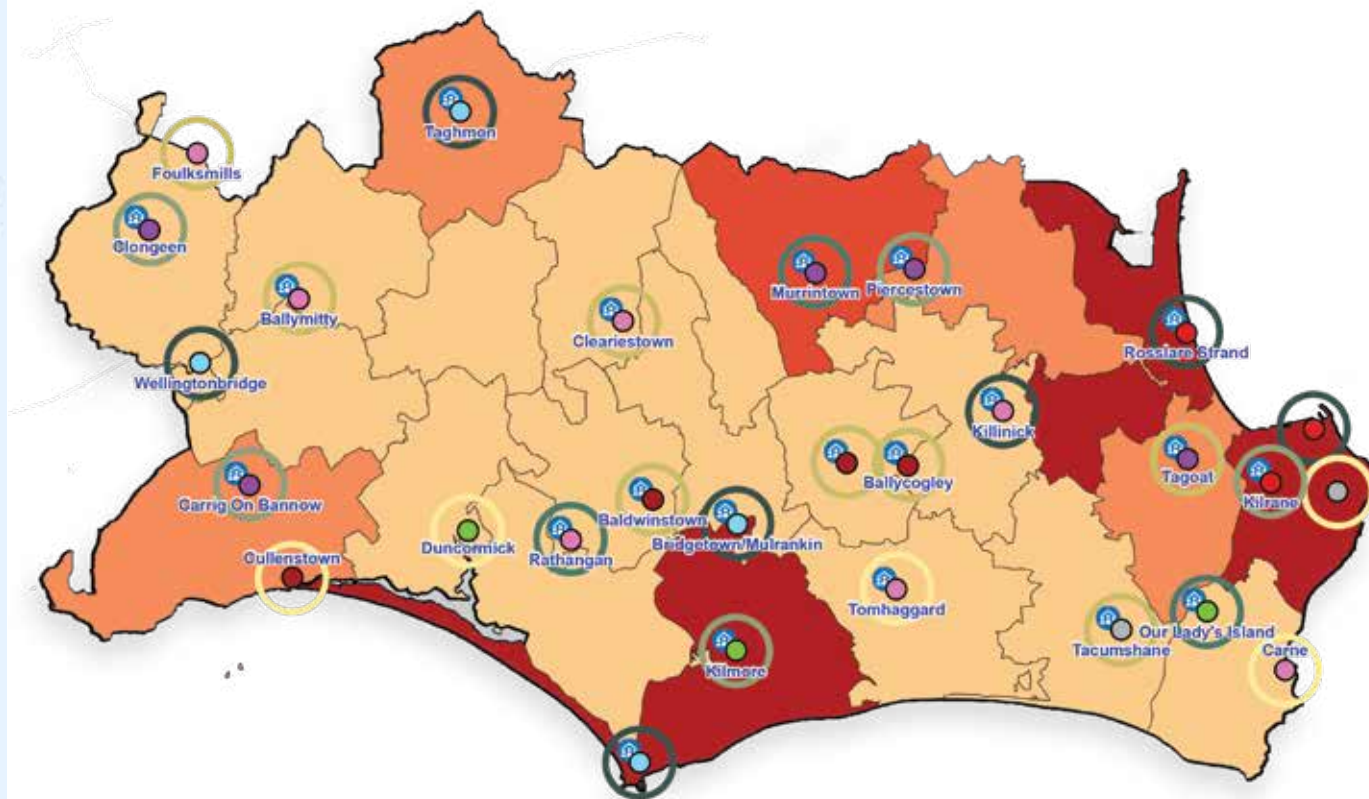 Taghmon
Foulksmills
Clongeen
Murrintown
Piercestown
Ballymitty
Cleariestown
Rosslare Strand
Wellingtonbridge
Killinick
Ballycogley
Tagoat
Kilrane
Carrig On Bannow
Baldwinstown
Duncormick
Rathangan
Bridgetown/Mulrankin
Cullenstown
Tomhaggard
Our Lady's Island
Tacumshane
Carne
Kilmore